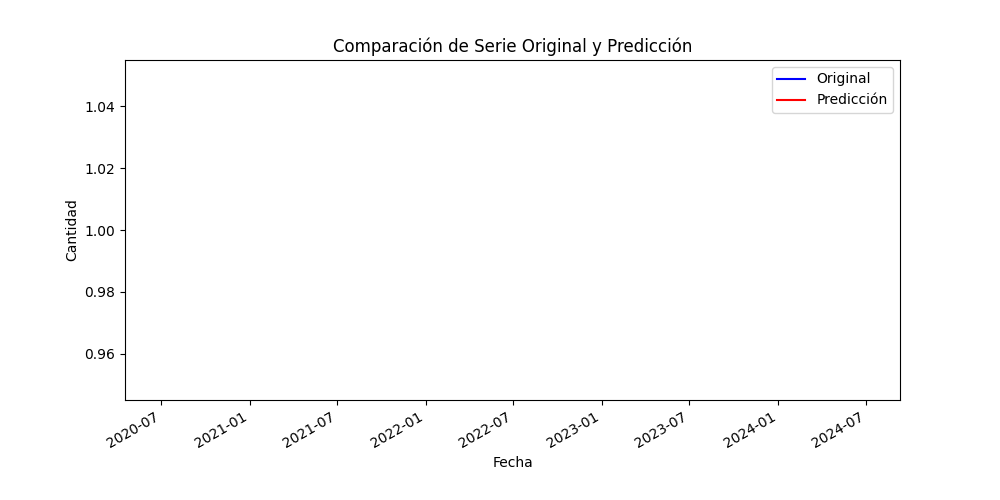 Comparación de Serie Original y Predicción
Original
Predicción
1.04
1.02
1.00
0.98
0.96
Cantidad
2020-07
2021-01
2021-07
2022-01
2022-07
2023-01
2023-07
2024-01
2024-07
Fecha